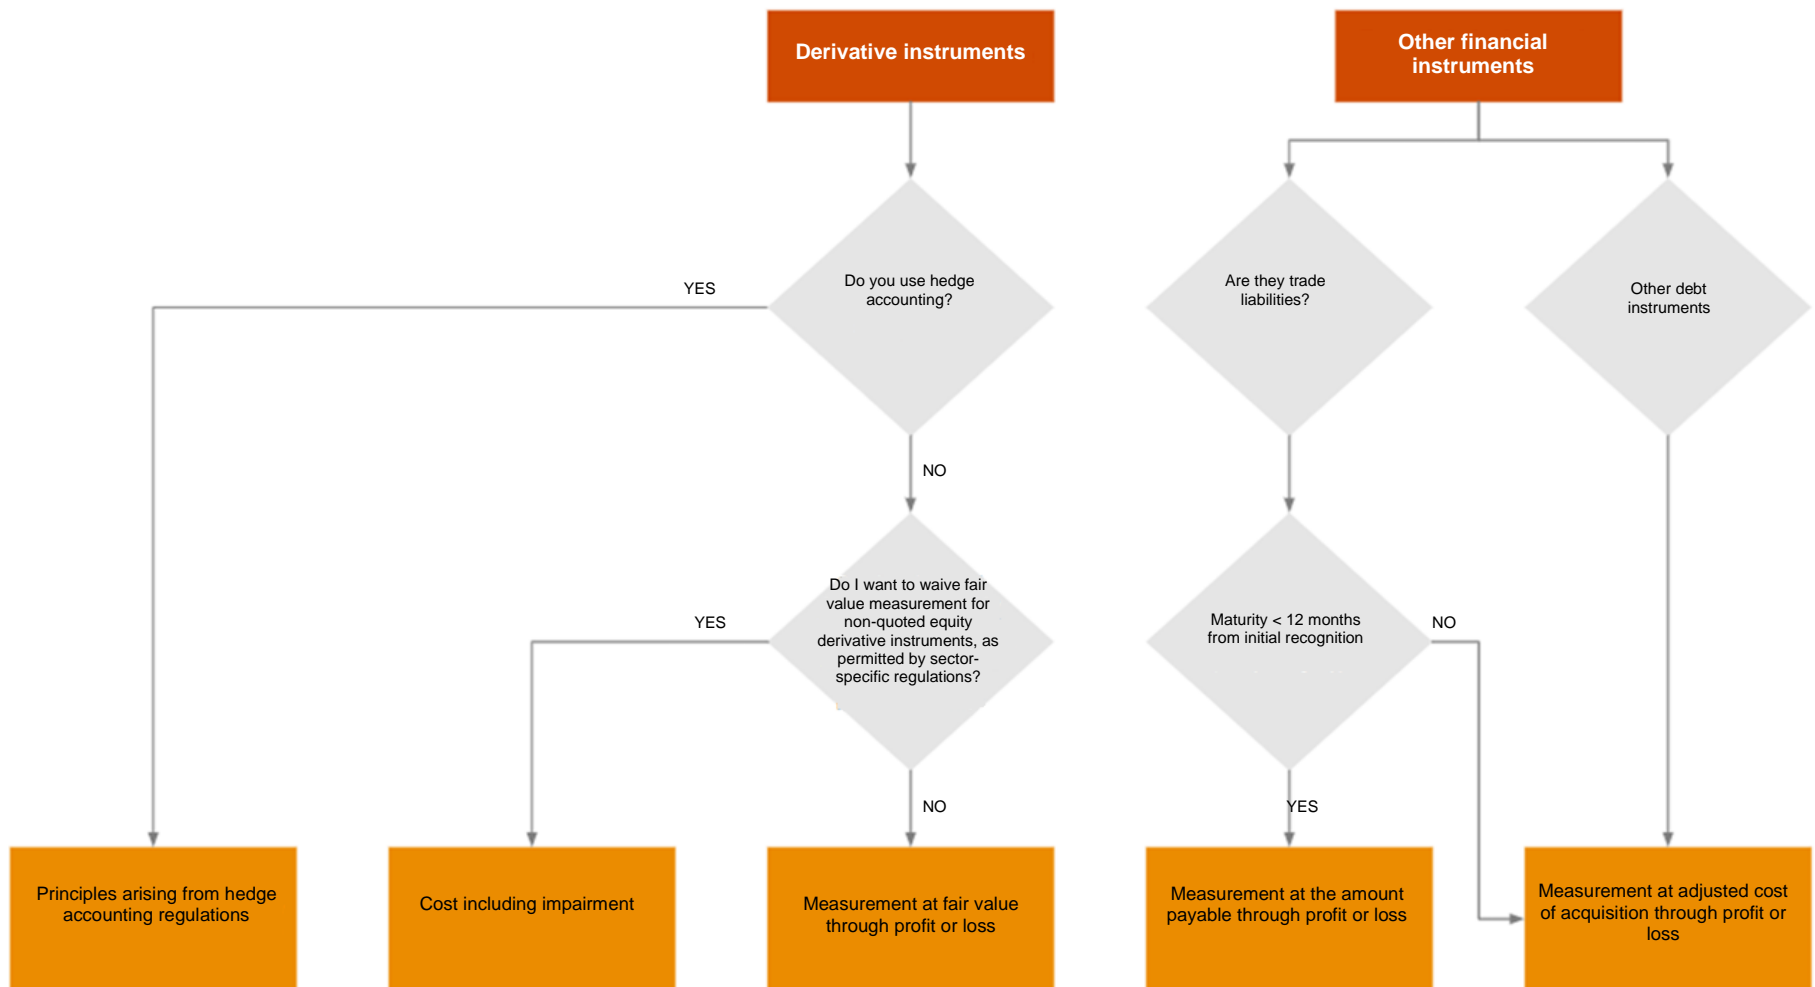 Derivative instruments
Other financial
instruments
YES
Do you use hedge
accounting?
Are they trade
liabilities?
Other debt
instruments
NO
YES
Do I want to waive fair
value measurement for
non-quoted equity
derivative instruments, as
permitted by sector-
specific regulations?
Maturity < 12 months
from initial recognition
NO
NO
YES
Principles arising from hedge
accounting regulations
Cost including impairment
Measurement at fair value
through profit or loss
Measurement at the amount
payable through profit or loss
Measurement at adjusted cost
of acquisition through profit or
loss